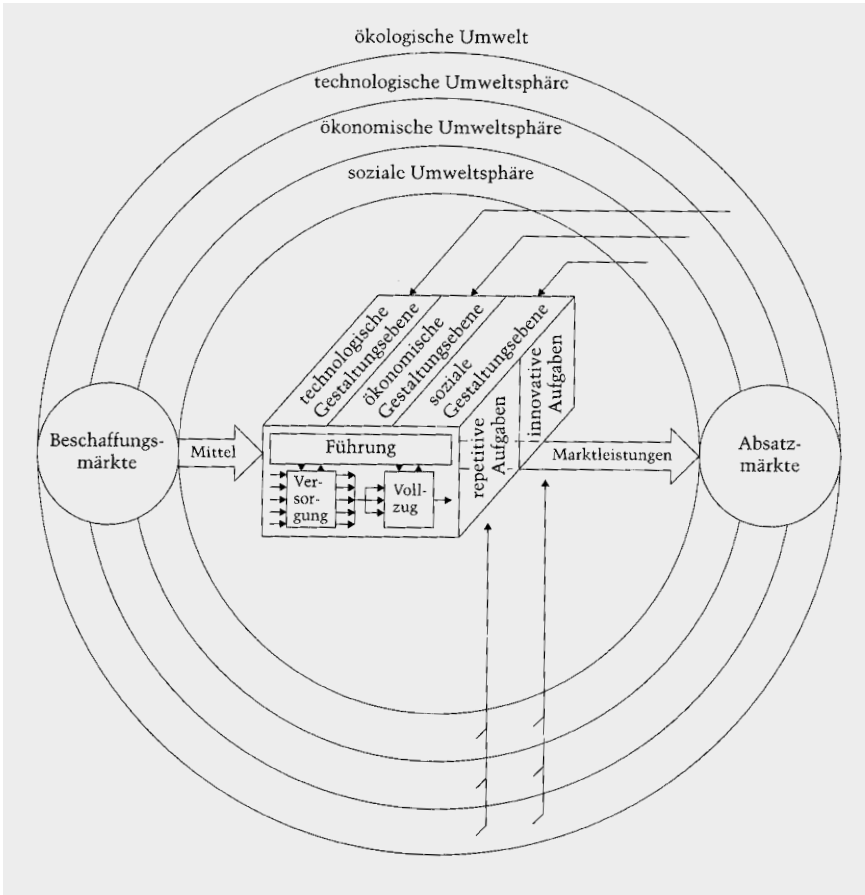 ökologische Umwelt
technologische Umweltsphäre
ökonomische Umweltsphäre
soziale Umweltsphäre
technologische
Gestaltungsebene
ökonomische
Gestaltungsebene
soziale
Gestaltungsebene
innovative
Aufgaben
repetitive
Aufgaben
Beschaffungs-
märkte
Mittel
Führung
Ver-
sor-
gung
Voll-
zug
Marktleistungen
Absatz-
märkte